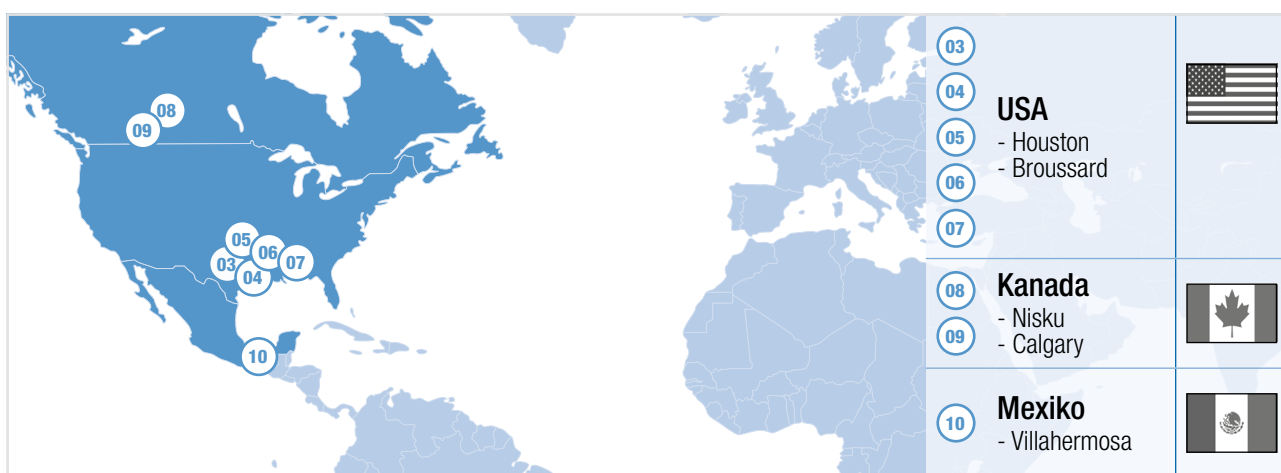 08
09
05
06
07
03
04
10
03
04
05
06
07
USA
- Houston
- Broussard
08
09
Kanada
- Nisku
- Calgary
10
Mexiko
- Villahermosa